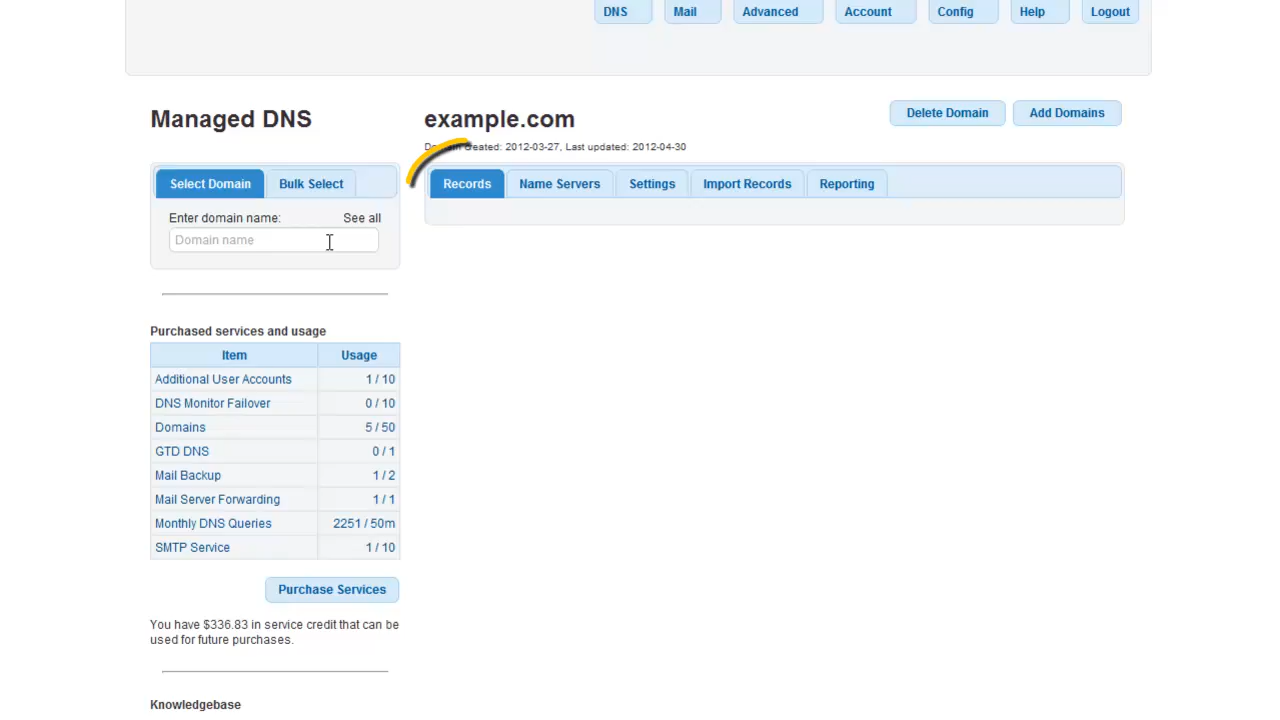 DNS Mail Advanced Account Config Help Logout
Managed DNS
example.com
Delete Domain Add Domains
Domain created: 2012-03-27, Last updated: 2012-04-30
Select Domain Bulk Select
Records Name Servers Settings Import Records Reporting
Enter domain name: See all
Domain name
Purchased services and usage
Item Usage
Additional User Accounts 1 / 10
DNS Monitor Failover 0 / 10
Domains 5 / 50
GTD DNS 0 / 1
Mail Backup 1 / 2
Mail Server Forwarding 1 / 1
Monthly DNS Queries 2251 / 50m
SMTP Service 1 / 10
Purchase Services
You have $336.83 in service credit that can be
used for future purchases.
Knowledgebase